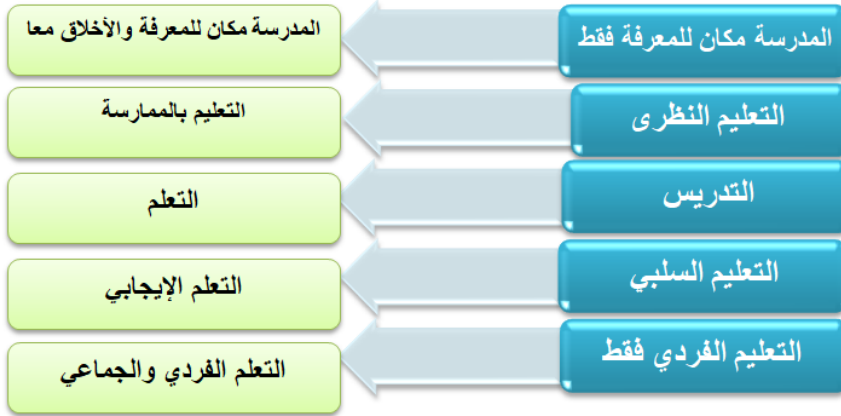 المدرسة مكان للمعرفة فقط
المدرسة مكان للمعرفة والأخلاق معا
التعليم النظرى
التعليم بالممارسة
التدريس
التعلم
التعليم السلبي
التعلم الإيجابي
التعليم الفردي فقط
التعلم الفردي والجماعي